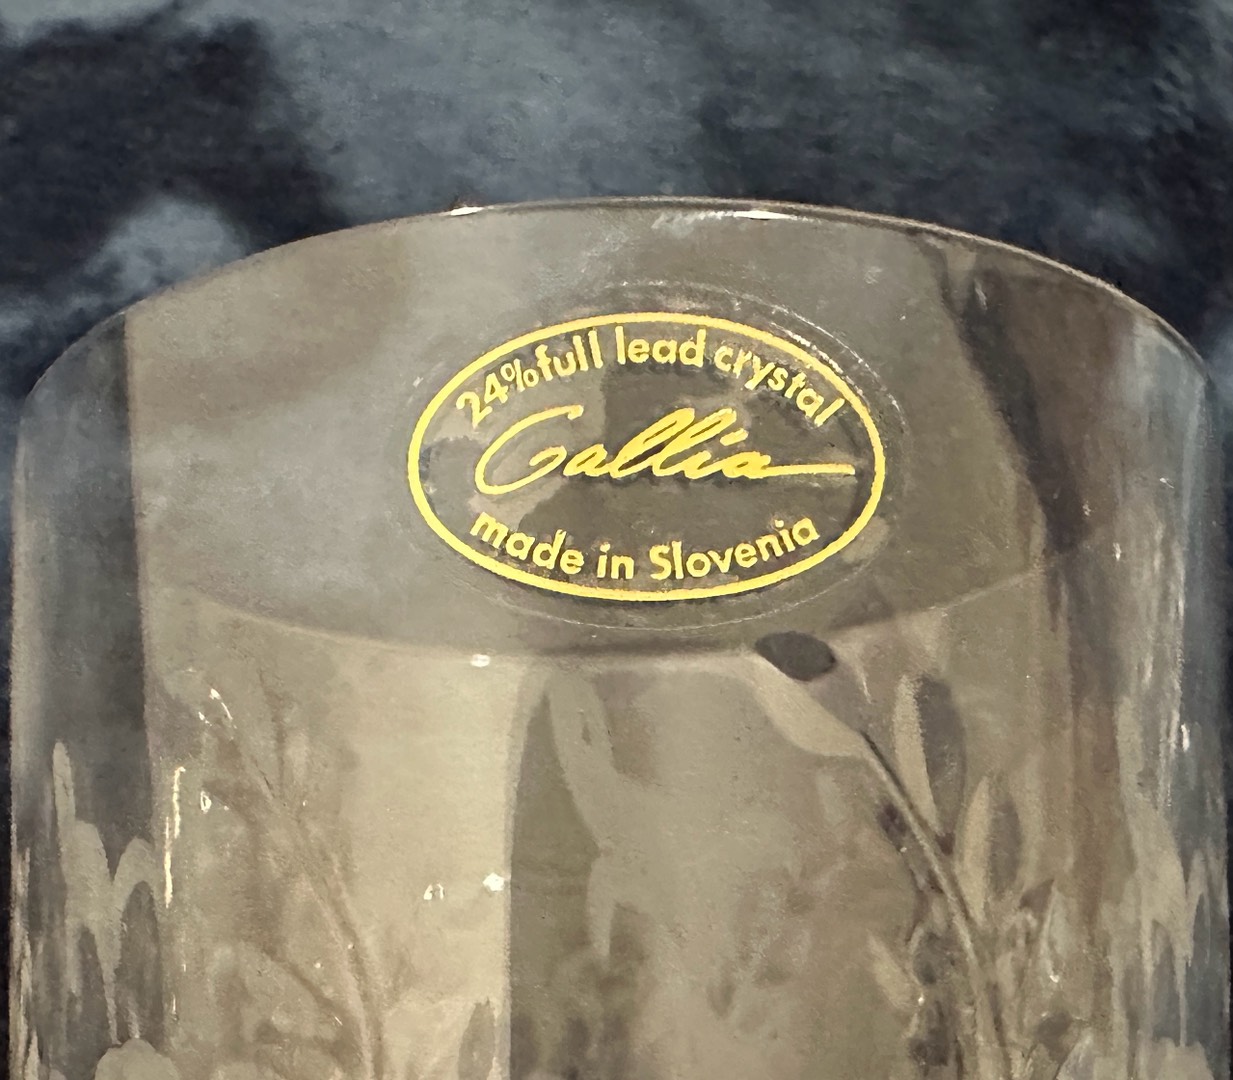 24% full lead crystal
Gallia
made in Slovenia